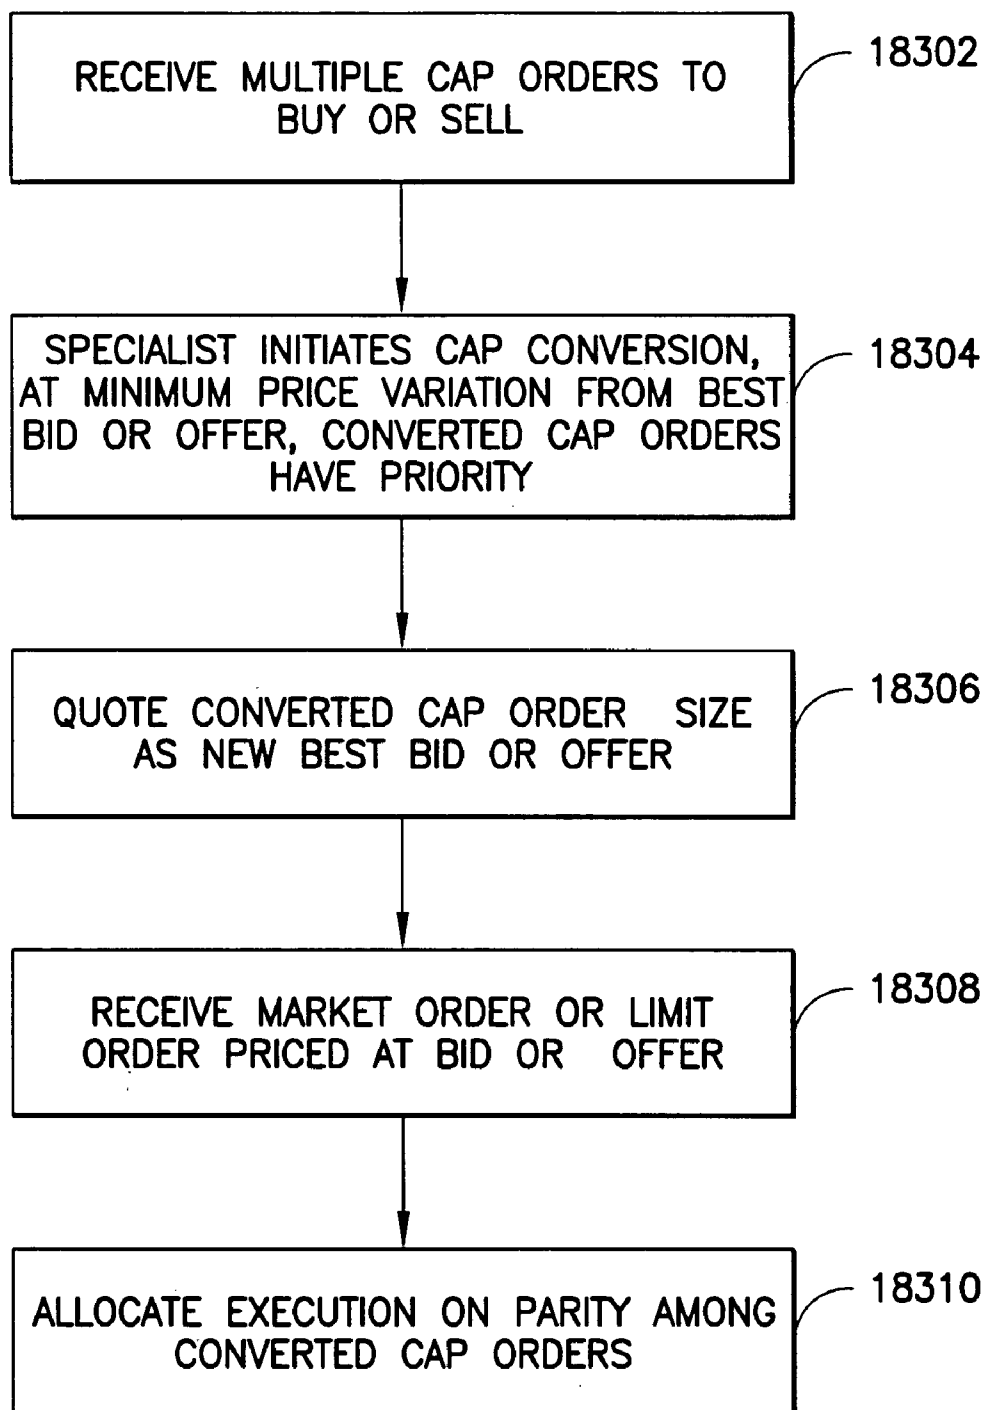 RECEIVE MULTIPLE CAP ORDERS TO
BUY OR SELL
18302
SPECIALIST INITIATES CAP CONVERSION,
AT MINIMUM PRICE VARIATION FROM BEST
BID OR OFFER, CONVERTED CAP ORDERS
HAVE PRIORITY
18304
QUOTE CONVERTED CAP ORDER SIZE
AS NEW BEST BID OR OFFER
18306
RECEIVE MARKET ORDER OR LIMIT
ORDER PRICED AT BID OR OFFER
18308
ALLOCATE EXECUTION ON PARITY AMONG
CONVERTED CAP ORDERS
18310